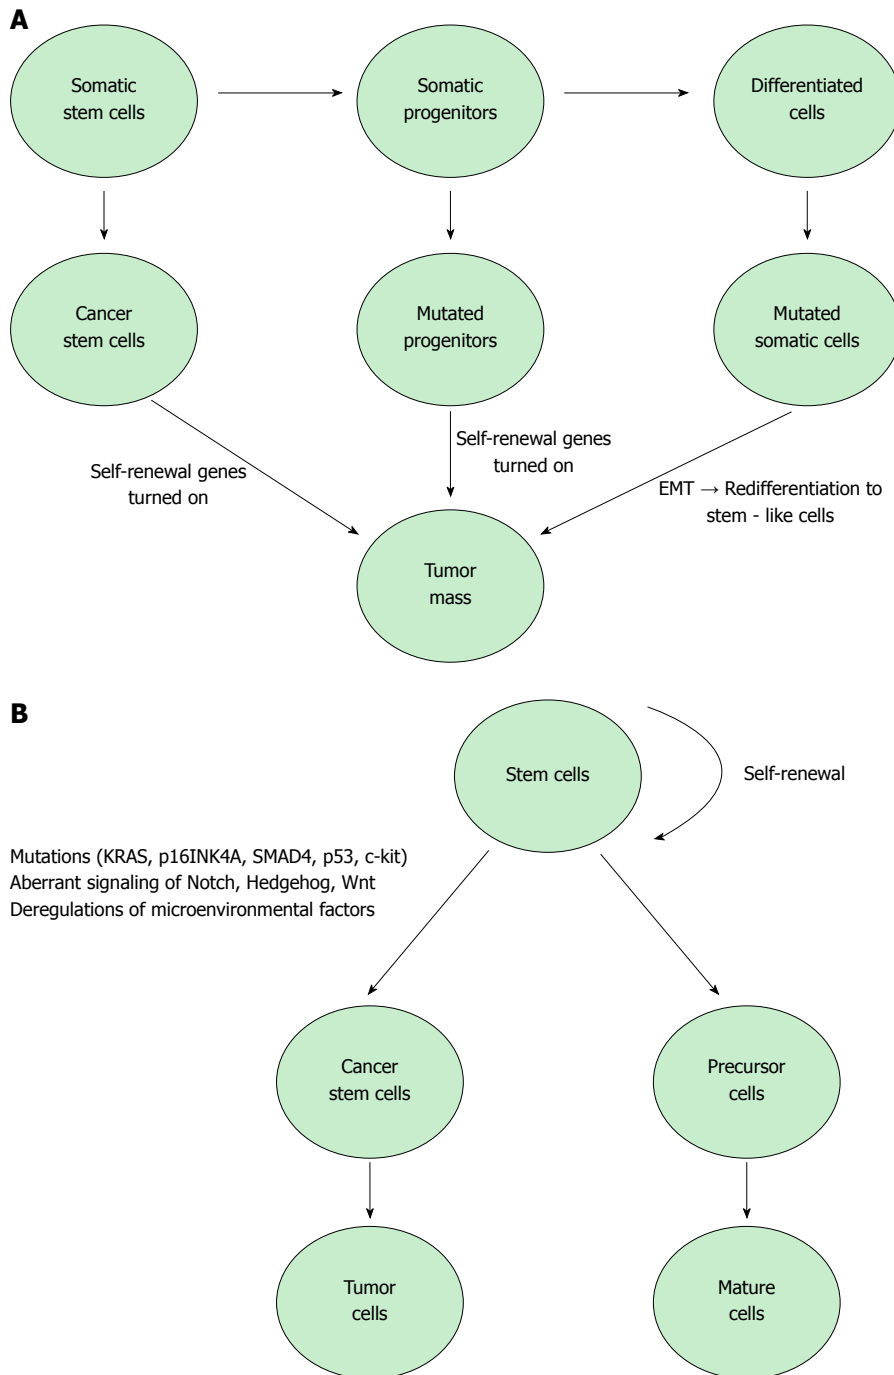 A
Somatic
stem cells
Somatic
progenitors
Differentiated
cells
Cancer
stem cells
Mutated
progenitors
Mutated
somatic cells
Self-renewal genes
turned on
Self-renewal genes
turned on
EMT → Redifferentiation to
stem - like cells
Tumor
mass
B
Stem cells
Self-renewal
Mutations (KRAS, p16INK4A, SMAD4, p53, c-kit)
Aberrant signaling of Notch, Hedgehog, Wnt
Deregulations of microenvironmental factors
Cancer
stem cells
Precursor
cells
Tumor
cells
Mature
cells